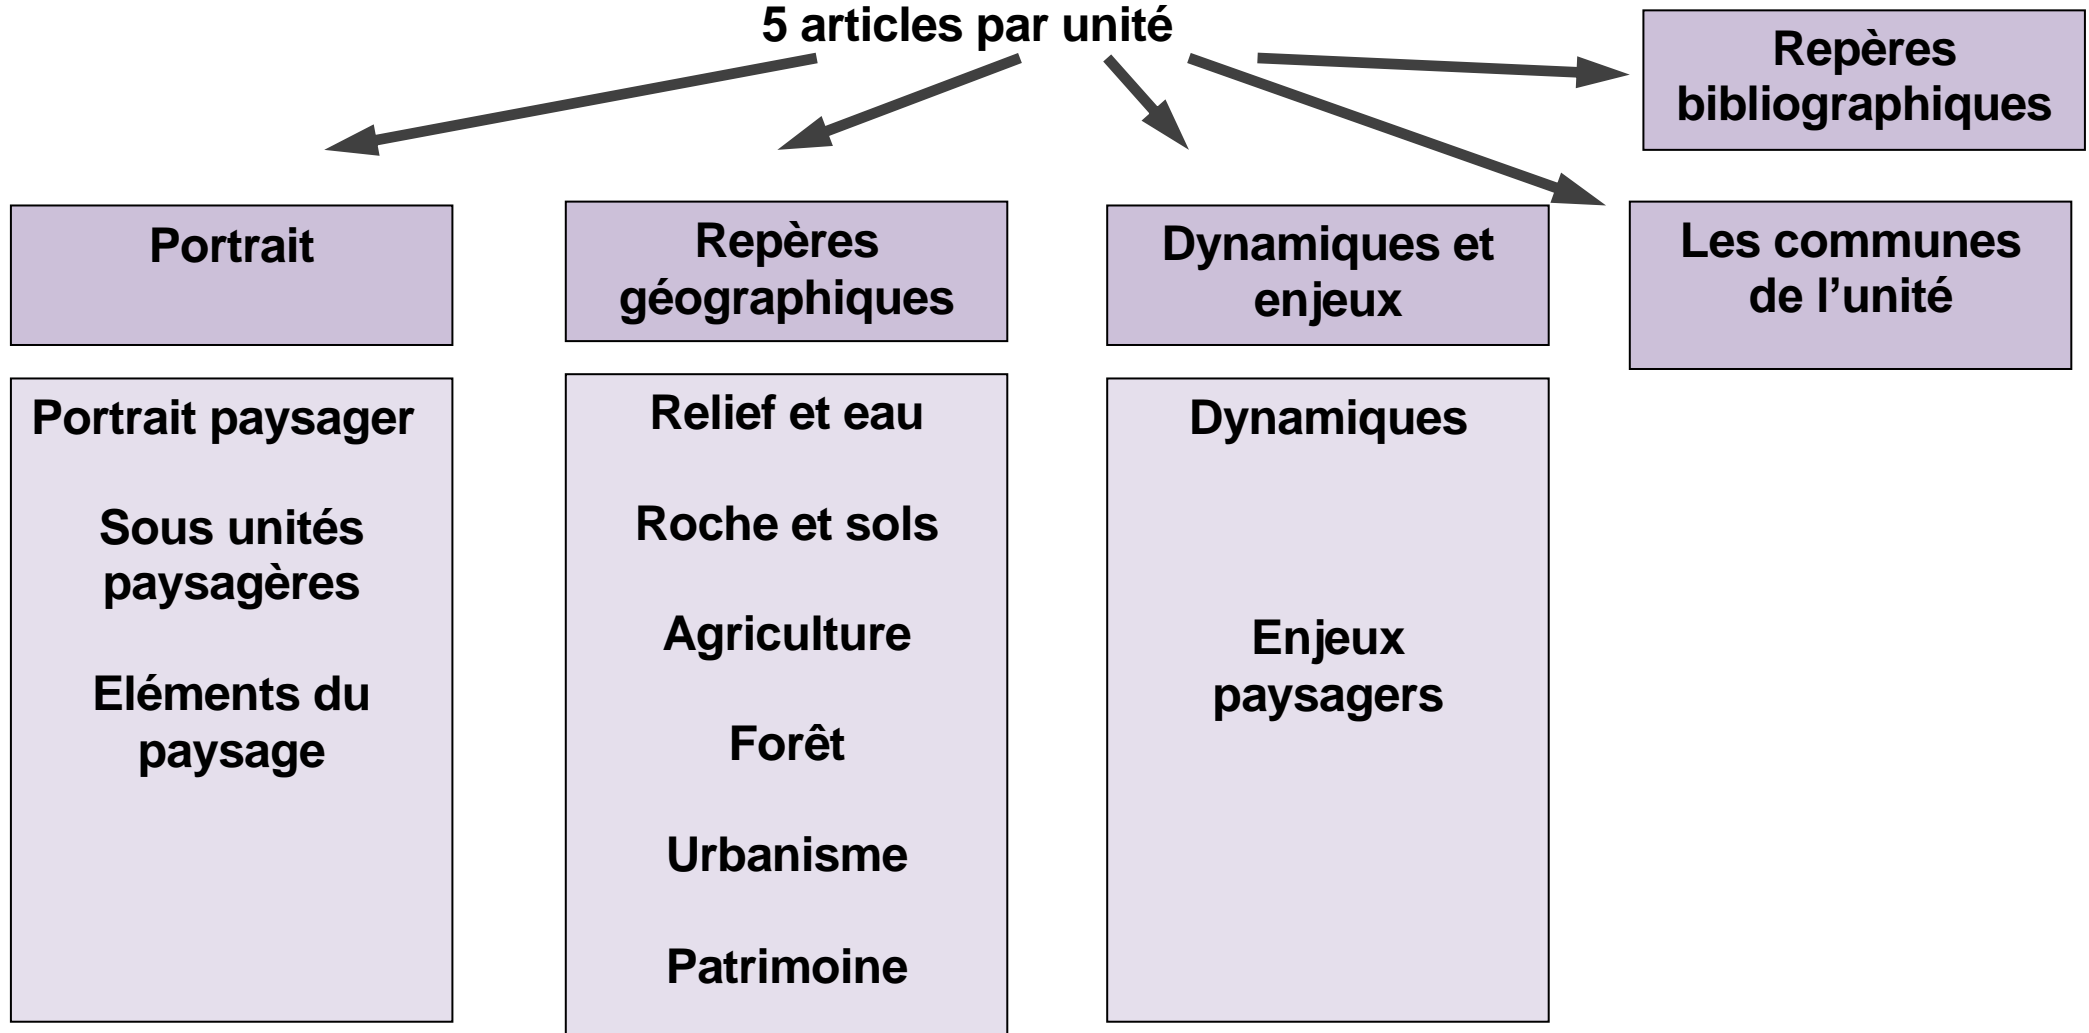 5 articles par unité
Repères
bibliographiques
Portrait
Repères
géographiques
Dynamiques et
enjeux
Les communes
de l’unité
Portrait paysager
Sous unités
paysagères
Eléments du
paysage
Relief et eau
Roche et sols
Agriculture
Forêt
Urbanisme
Patrimoine
Dynamiques
Enjeux
paysagers